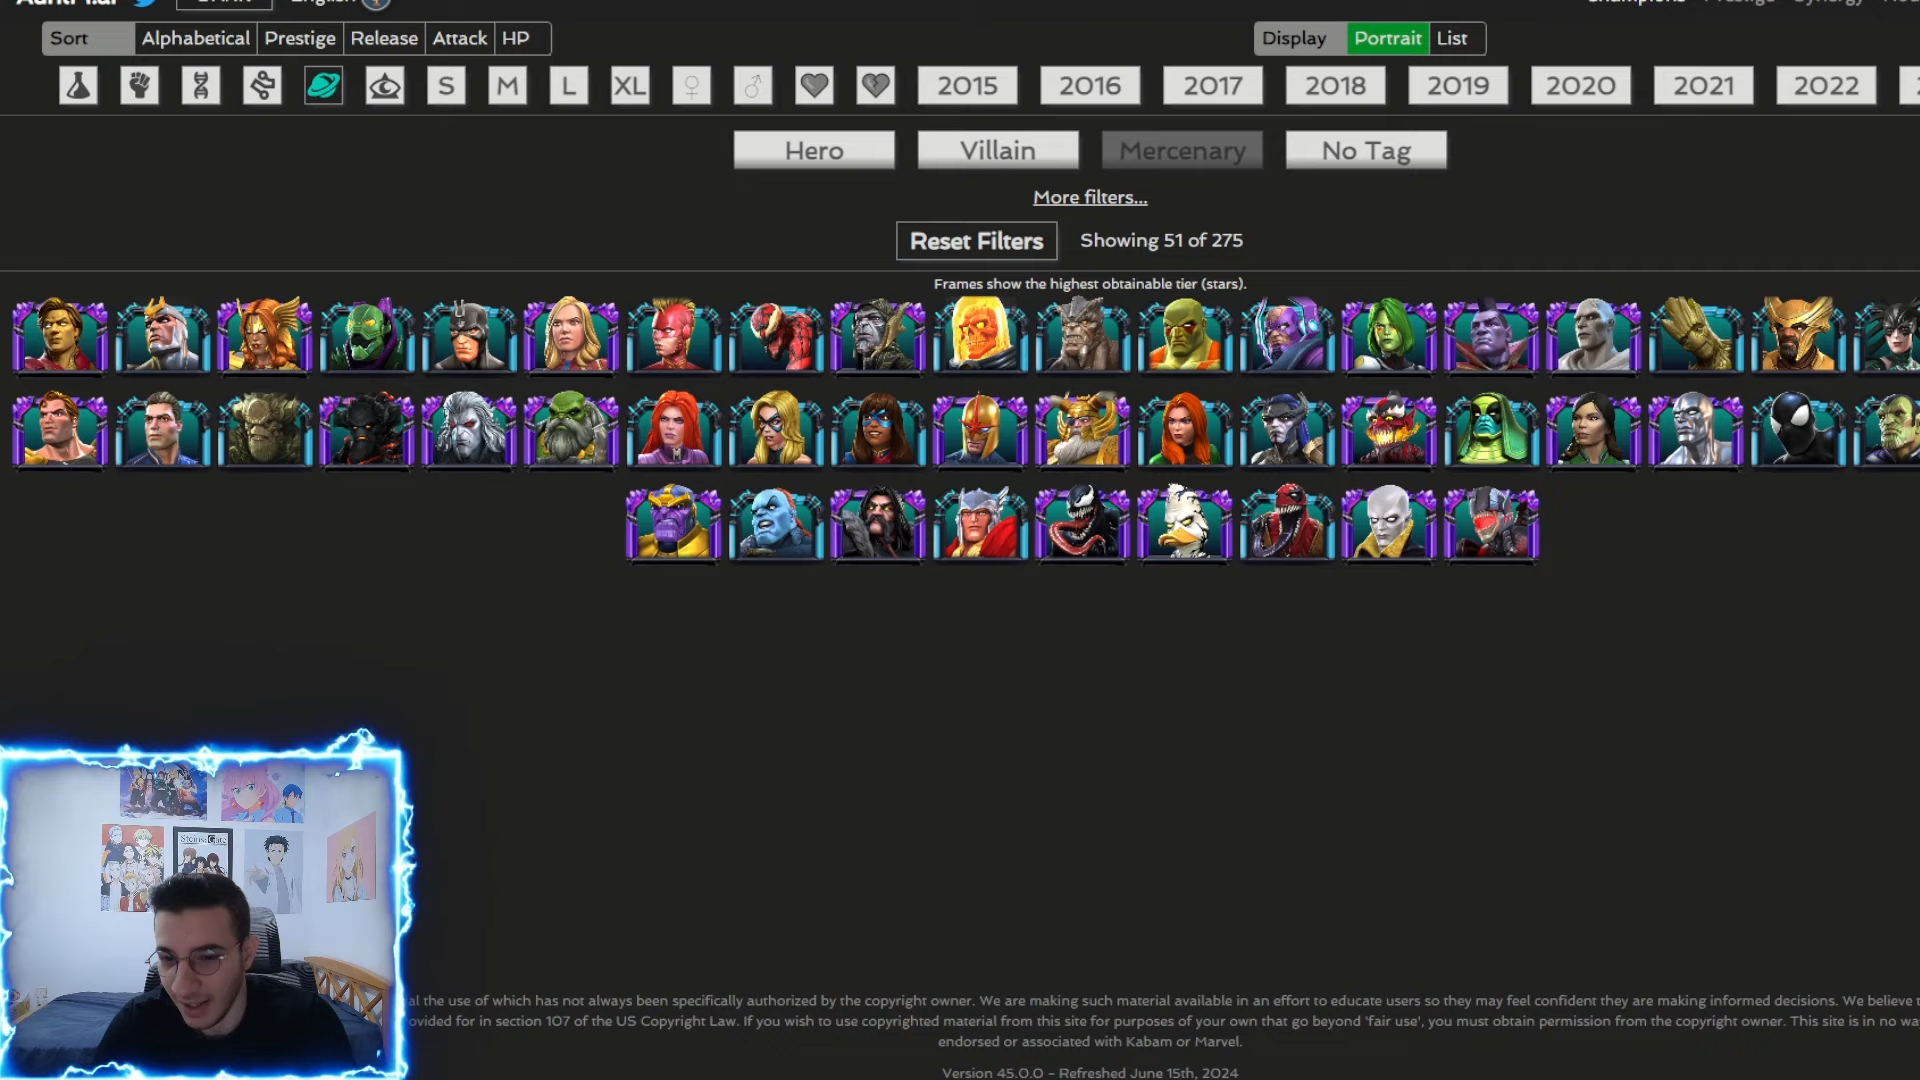 Sort Alphabetical Prestige Release Attack HP Display Portrait List
S M L XL ♀ ♂ 2015 2016 2017 2018 2019 2020 2021 2022
Hero Villain Mercenary No Tag
More filters...
Reset Filters Showing 51 of 275
Frames show the highest obtainable tier (stars).
Steins;Gate
al the use of which has not always been specifically authorized by the copyright owner. We are making such material available in an effort to educate users so they may feel confident they are making informed decisions. We believe
ovided for in section 107 of the US Copyright Law. If you wish to use copyrighted material from this site for purposes of your own that go beyond 'fair use', you must obtain permission from the copyright owner. This site is in no
endorsed or associated with Kabam or Marvel.
Version 45.0.0 - Refreshed June 15th, 2024